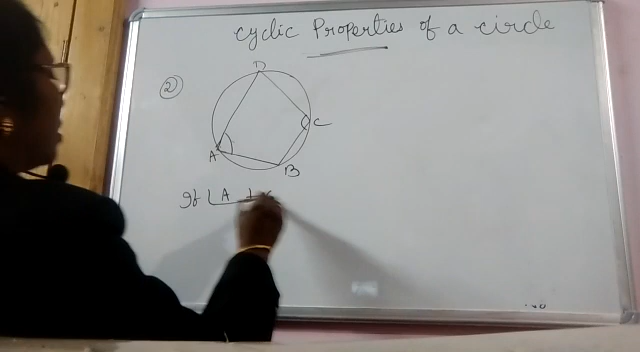 Cyclic Properties of a circle
2
D
C
A
B
If ∠A +